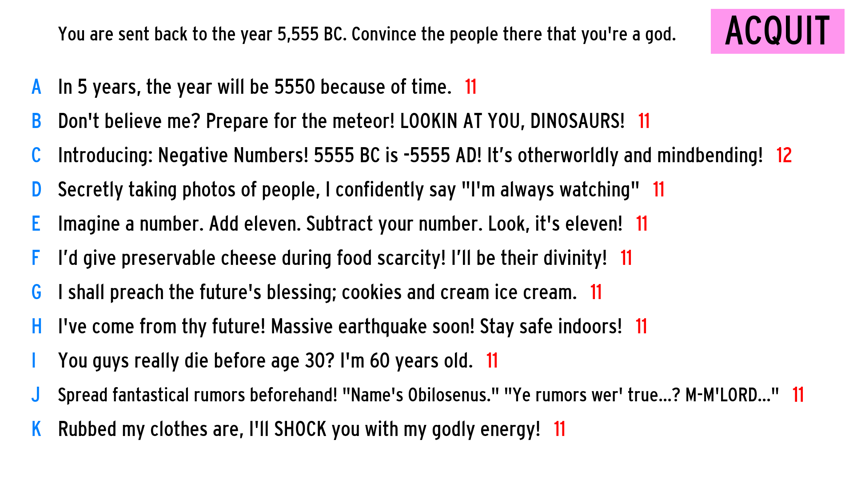 You are sent back to the year 5,555 BC. Convince the people there that you're a god.
ACQUIT
A In 5 years, the year will be 5550 because of time. 11
B Don't believe me? Prepare for the meteor! LOOKIN AT YOU, DINOSAURS! 11
C Introducing: Negative Numbers! 5555 BC is -5555 AD! It’s otherworldly and mindbending! 12
D Secretly taking photos of people, I confidently say "I'm always watching" 11
E Imagine a number. Add eleven. Subtract your number. Look, it's eleven! 11
F I’d give preservable cheese during food scarcity! I’ll be their divinity! 11
G I shall preach the future's blessing; cookies and cream ice cream. 11
H I've come from thy future! Massive earthquake soon! Stay safe indoors! 11
I You guys really die before age 30? I'm 60 years old. 11
J Spread fantastical rumors beforehand! "Name's Obilosenus." "Ye rumors wer' true...? M-M'LORD..." 11
K Rubbed my clothes are, I'll SHOCK you with my godly energy! 11